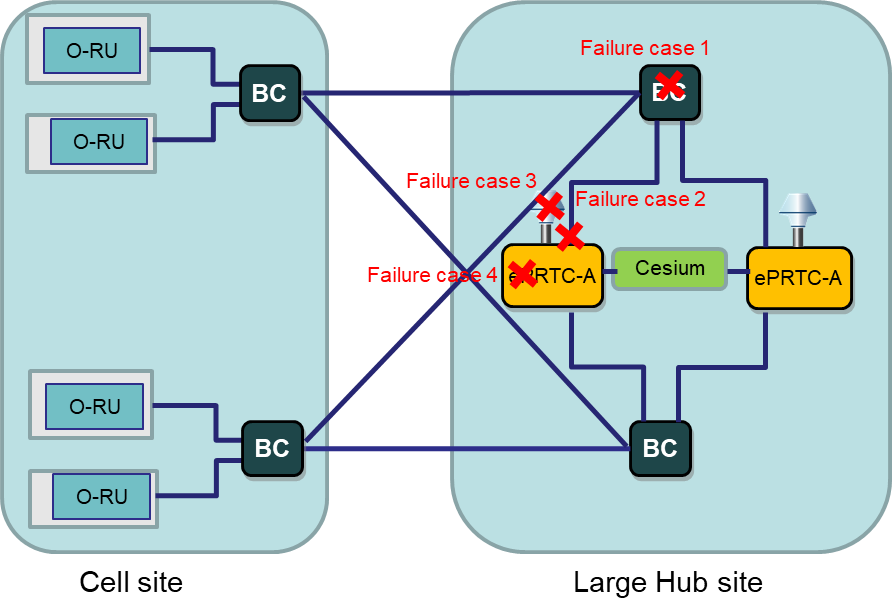 O-RU
BC
O-RU
Failure case 1
BC
Failure case 3
Failure case 2
Failure case 4
ePRTC-A
Cesium
ePRTC-A
O-RU
BC
O-RU
BC
Cell site
Large Hub site